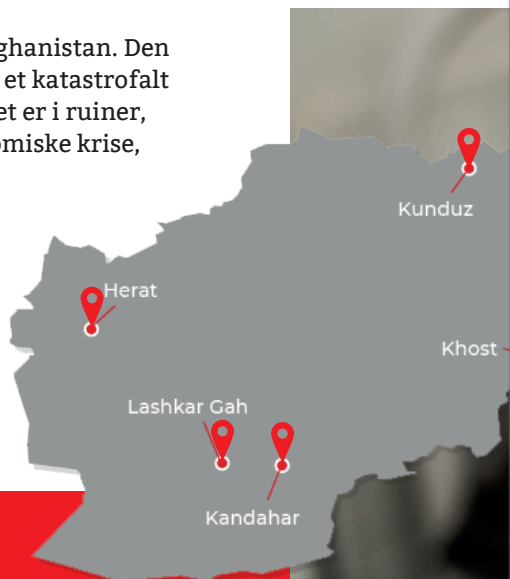 ghanistan. Den
et katastrofalt
et er i ruiner,
omiske krise,
Kunduz
Herat
Khost
Lashkar Gah
Kandahar